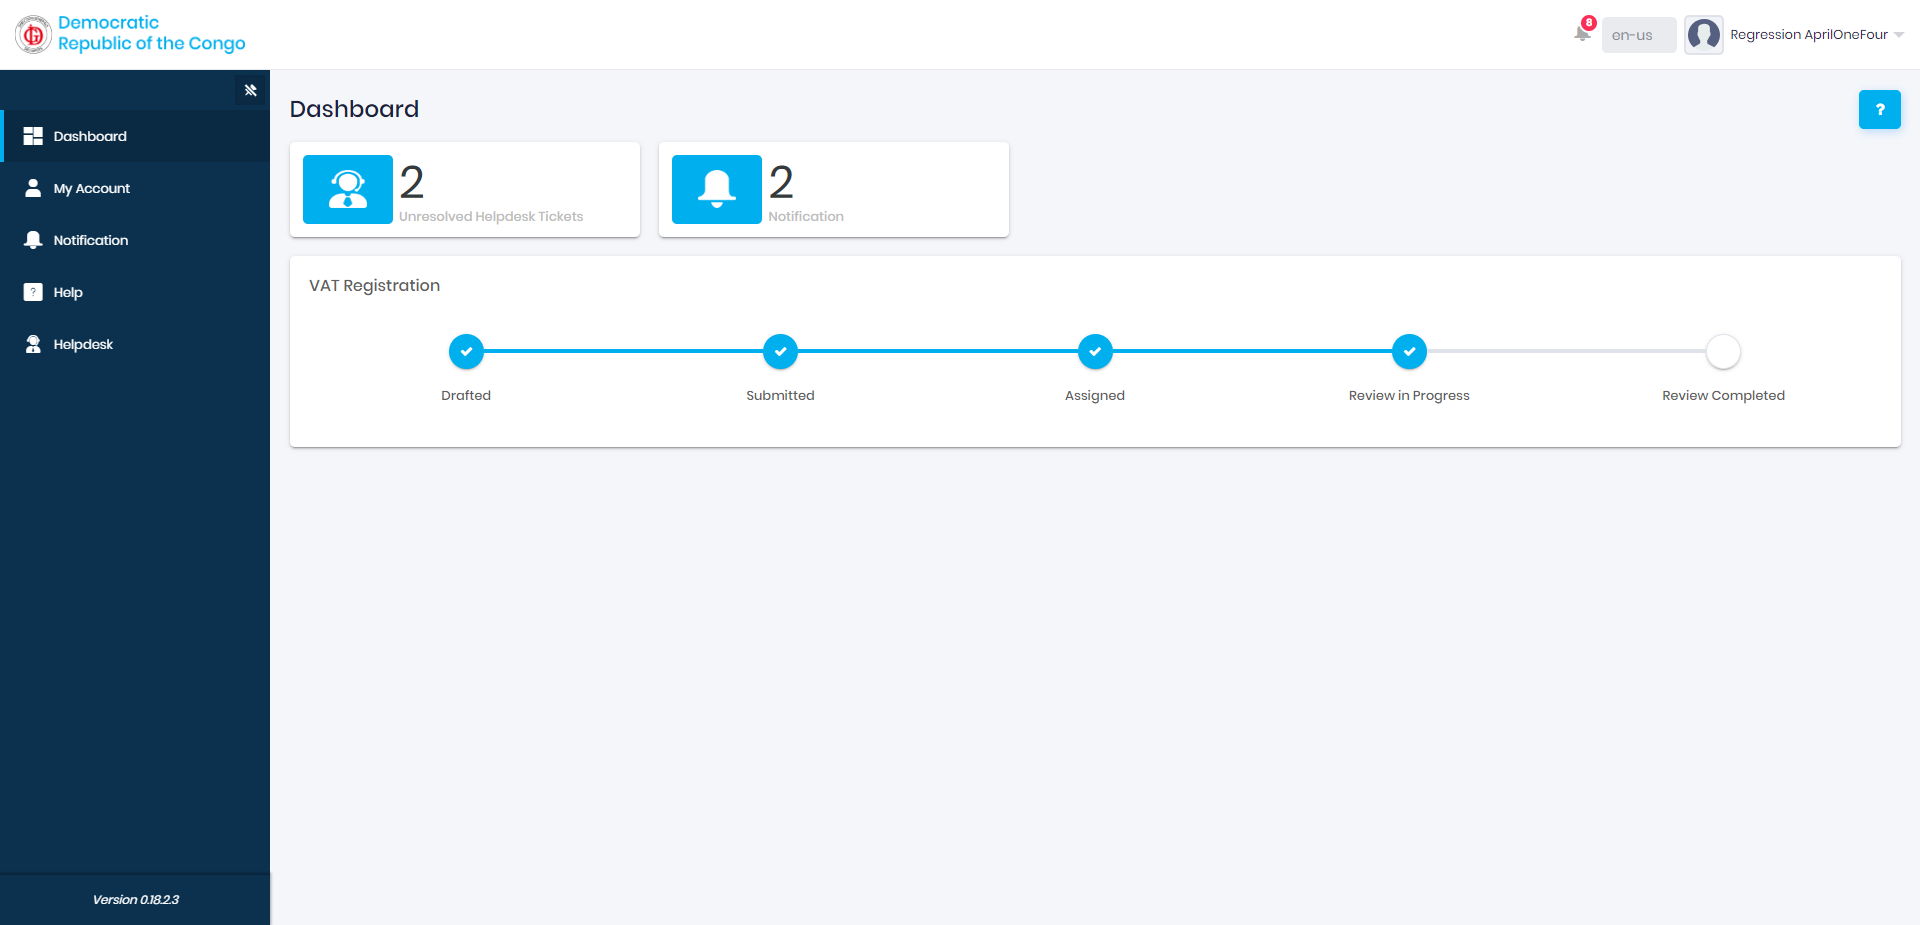 Democratic
Republic of the Congo
8
en-us
Regression AprilOneFour
Dashboard
My Account
Notification
?
Help
Helpdesk
Version 0.18.2.3
Dashboard
?
2
Unresolved Helpdesk Tickets
2
Notification
VAT Registration
Drafted
Submitted
Assigned
Review in Progress
Review Completed